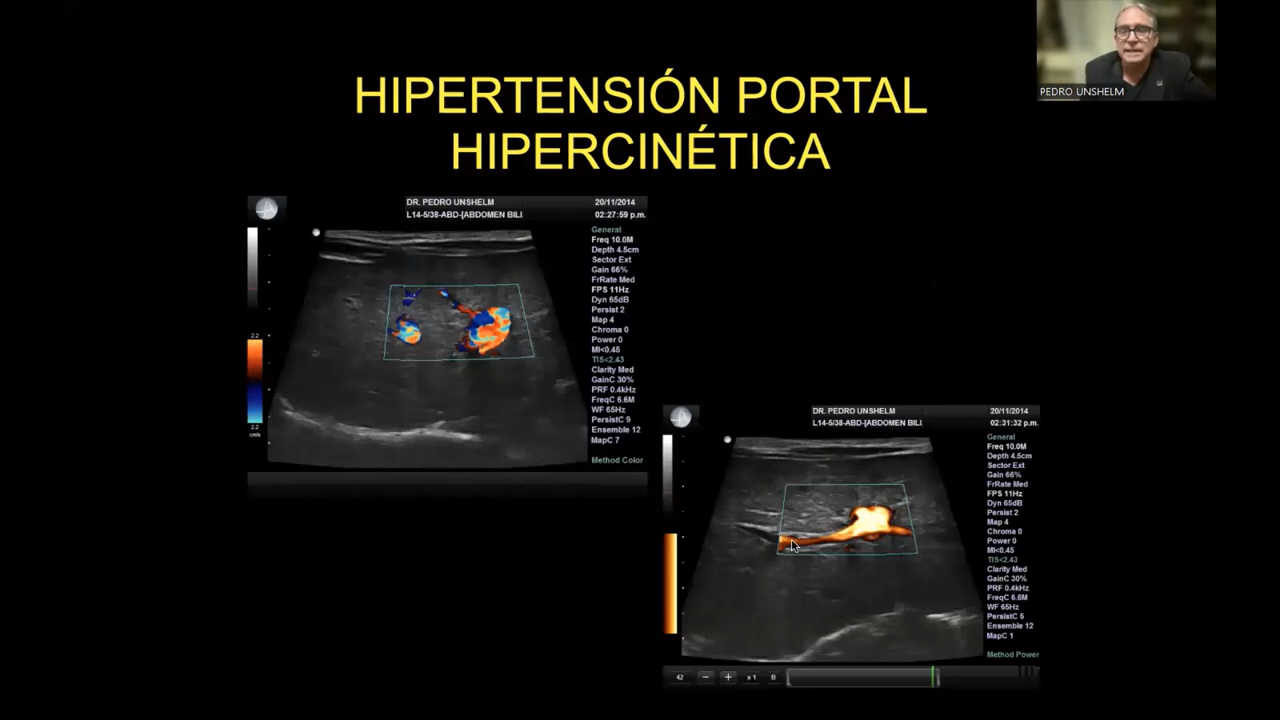 PEDRO UNSHELM
HIPERTENSIÓN PORTAL
HIPERCINÉTICA
DR. PEDRO UNSHELM
20/11/2014
L14-5/38-ABD-[ABDOMEN BILI
02:27:59 p.m.
General
Freq 10.0M
Depth 4.5cm
Sector Ext
Gain 66%
FrRate Med
FPS 11Hz
Dyn 65dB
Persist 2
Map 4
Chroma 0
Power 0
MI<0.45
TIS<2.43
Clarity Med
GainC 30%
PRF 0.4kHz
FreqC 6.6M
WF 65Hz
PersistC 9
Ensemble 12
MapC 7
Method Color
2.2
2.2
cm/s
DR. PEDRO UNSHELM
20/11/2014
L14-5/38-ABD-[ABDOMEN BILI
02:31:32 p.m.
General
Freq 10.0M
Depth 4.5cm
Sector Ext
Gain 66%
FrRate Med
FPS 11Hz
Dyn 65dB
Persist 2
Map 4
Chroma 0
Power 0
MI<0.45
TIS<2.43
Clarity Med
GainC 30%
PRF 0.4kHz
FreqC 6.6M
WF 65Hz
PersistC 5
Ensemble 12
MapC 1
Method Power
42 − + x 1 B